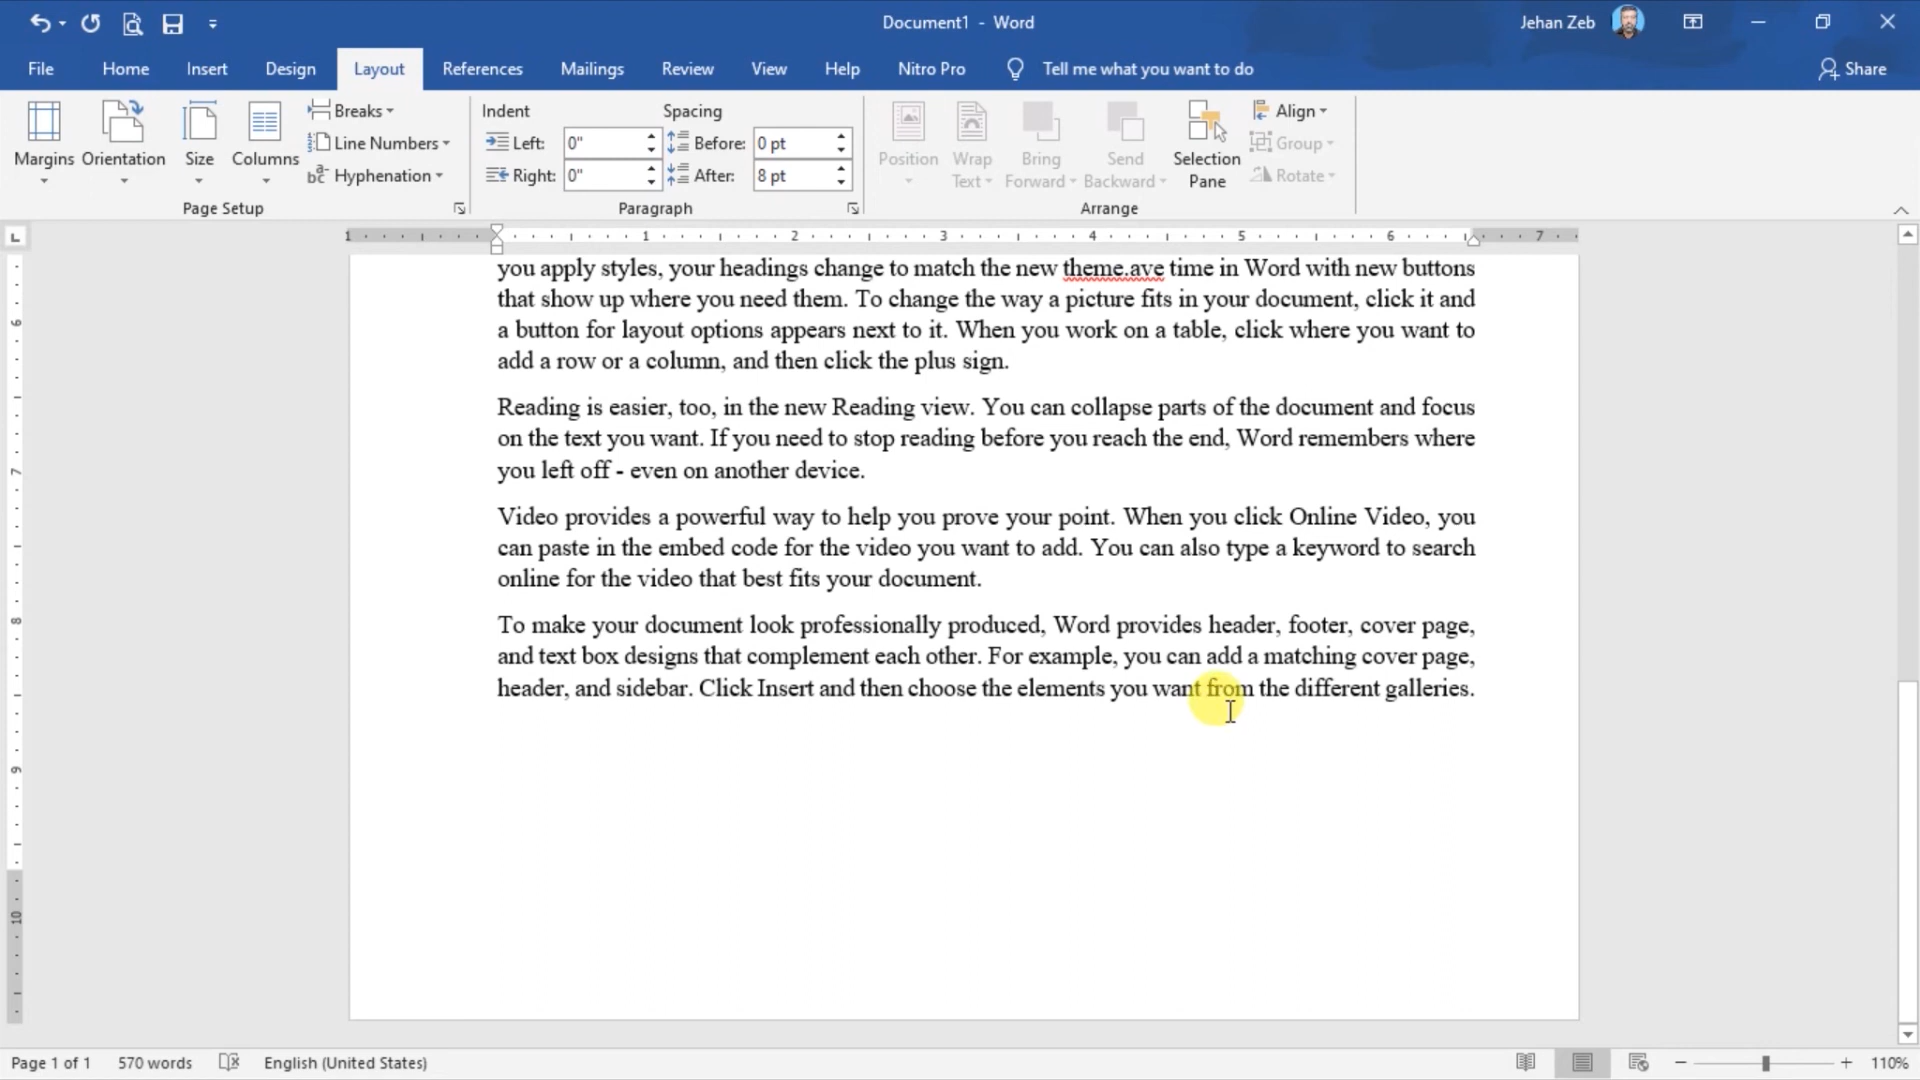 Document1 - Word
Jehan Zeb
File Home Insert Design Layout References Mailings Review View Help Nitro Pro Tell me what you want to do Share
Margins Orientation Size Columns
Breaks
Line Numbers
Hyphenation
Page Setup
Indent Spacing
Left: 0" Before: 0 pt
Right: 0" After: 8 pt
Paragraph
Position
Wrap Text
Bring Forward
Send Backward
Selection Pane
Align
Group
Rotate
Arrange
L
1 1 2 3 4 5 6 7
6
7
8
9
10
you apply styles, your headings change to match the new theme.ave time in Word with new buttons
that show up where you need them. To change the way a picture fits in your document, click it and
a button for layout options appears next to it. When you work on a table, click where you want to
add a row or a column, and then click the plus sign.
Reading is easier, too, in the new Reading view. You can collapse parts of the document and focus
on the text you want. If you need to stop reading before you reach the end, Word remembers where
you left off - even on another device.
Video provides a powerful way to help you prove your point. When you click Online Video, you
can paste in the embed code for the video you want to add. You can also type a keyword to search
online for the video that best fits your document.
To make your document look professionally produced, Word provides header, footer, cover page,
and text box designs that complement each other. For example, you can add a matching cover page,
header, and sidebar. Click Insert and then choose the elements you want from the different galleries.
Page 1 of 1 570 words English (United States) 110%